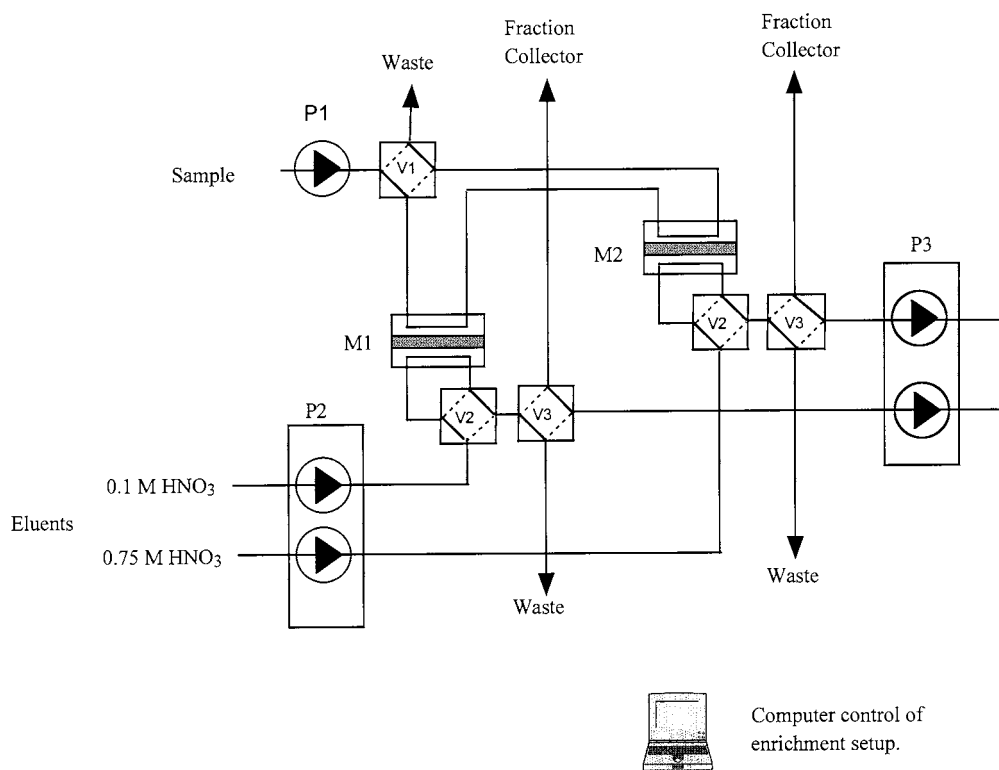 Fraction
Collector
Fraction
Collector
Waste
P1
V1
Sample
M2
P3
V2
V3
M1
V2
V3
P2
0.1 M HNO3
Eluents
0.75 M HNO3
Waste
Waste
Computer control of
enrichment setup.